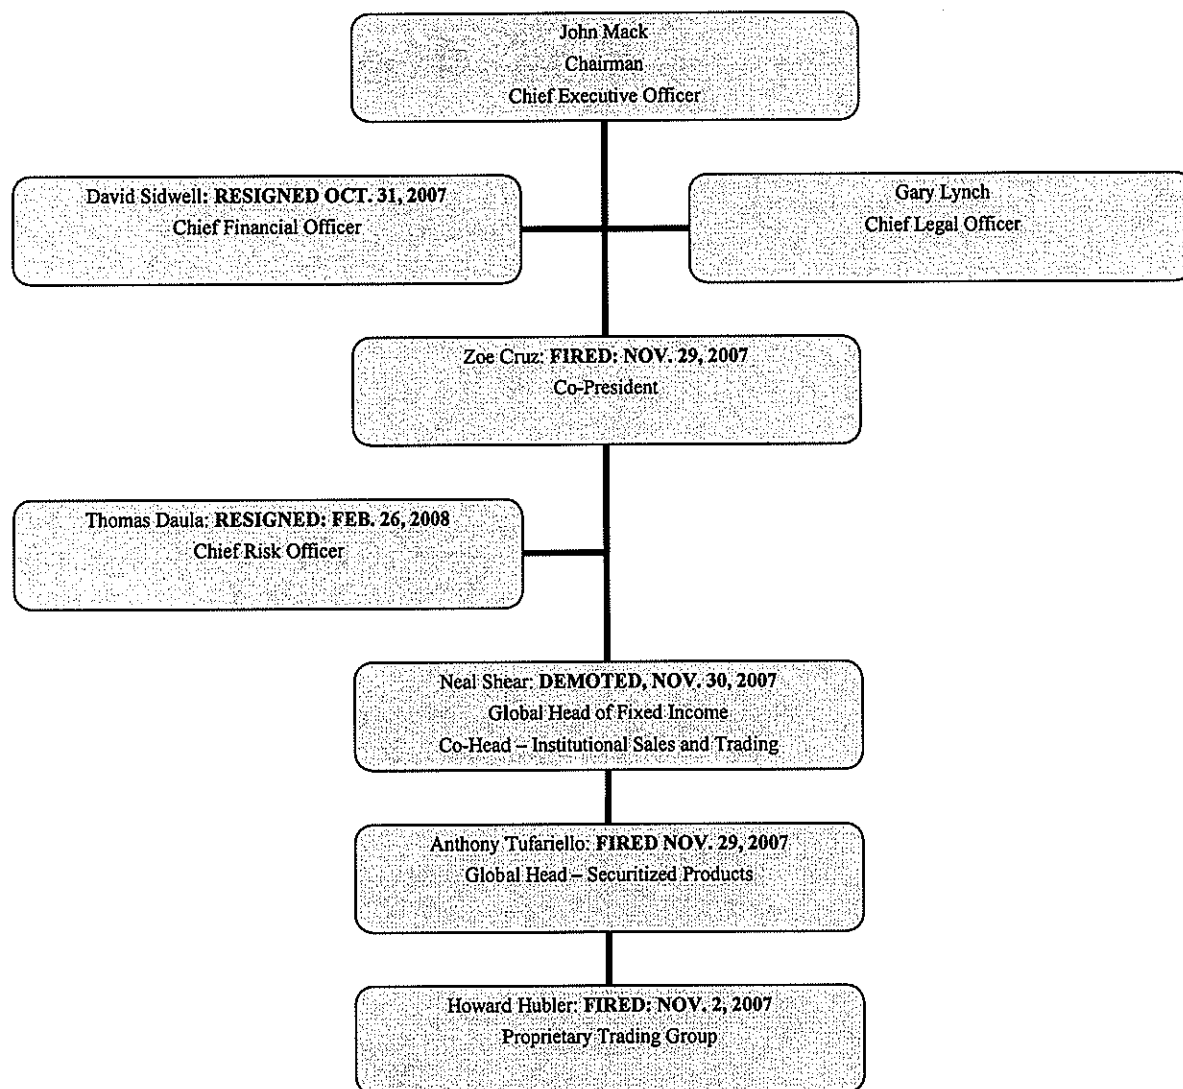 John Mack
Chairman
Chief Executive Officer
David Sidwell: RESIGNED OCT. 31, 2007
Chief Financial Officer
Gary Lynch
Chief Legal Officer
Zoe Cruz: FIRED: NOV. 29, 2007
Co-President
Thomas Daula: RESIGNED: FEB. 26, 2008
Chief Risk Officer
Neal Shear: DEMOTED, NOV. 30, 2007
Global Head of Fixed Income
Co-Head – Institutional Sales and Trading
Anthony Tufariello: FIRED NOV. 29, 2007
Global Head – Securitized Products
Howard Hubler: FIRED: NOV. 2, 2007
Proprietary Trading Group